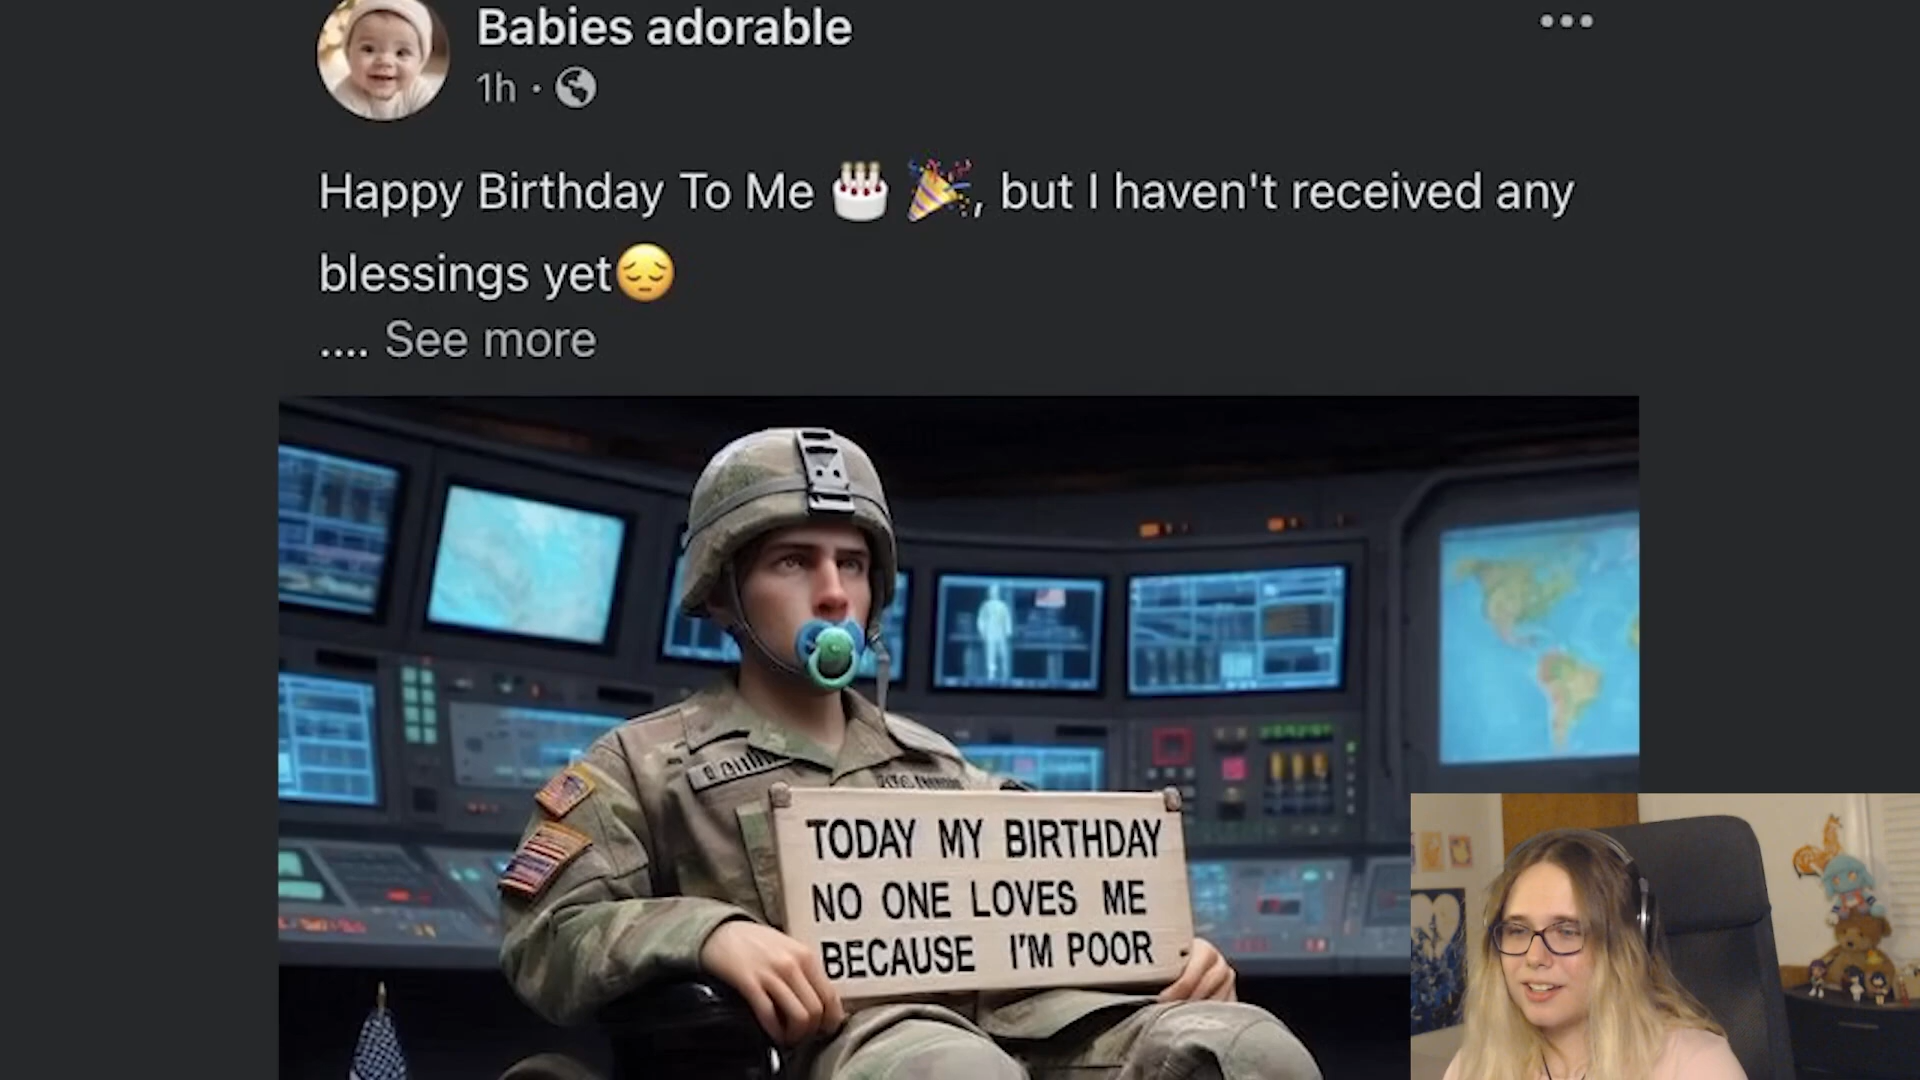 Babies adorable
1h ·
Happy Birthday To Me 🎂 🎉, but I haven't received any
blessings yet😔
.... See more
TODAY MY BIRTHDAY
NO ONE LOVES ME
BECAUSE I'M POOR